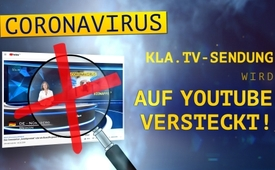 CORONAVIRUS
KLA.TV-SENDUNG
WIRD
AUF YOUTUBE
VERSTECKT!